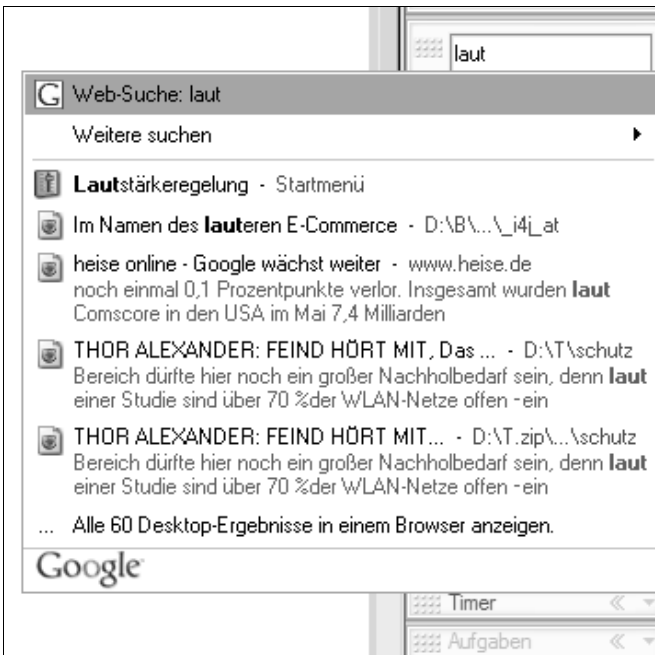 laut
G Web-Suche: laut
Weitere suchen
Lautstärkeregelung - Startmenü
Im Namen des lauteren E-Commerce - D:\B\...\_i4j_at
heise online - Google wächst weiter - www.heise.de
noch einmal 0,1 Prozentpunkte verlor. Insgesamt wurden laut
Comscore in den USA im Mai 7,4 Milliarden
THOR ALEXANDER: FEIND HÖRT MIT, Das ... - D:\T\schutz
Bereich dürfte hier noch ein großer Nachholbedarf sein, denn laut
einer Studie sind über 70 %der WLAN-Netze offen -ein
THOR ALEXANDER: FEIND HÖRT MIT... - D:\T.zip\...\schutz
Bereich dürfte hier noch ein großer Nachholbedarf sein, denn laut
einer Studie sind über 70 %der WLAN-Netze offen -ein
... Alle 60 Desktop-Ergebnisse in einem Browser anzeigen.
Google
Timer
Aufgaben